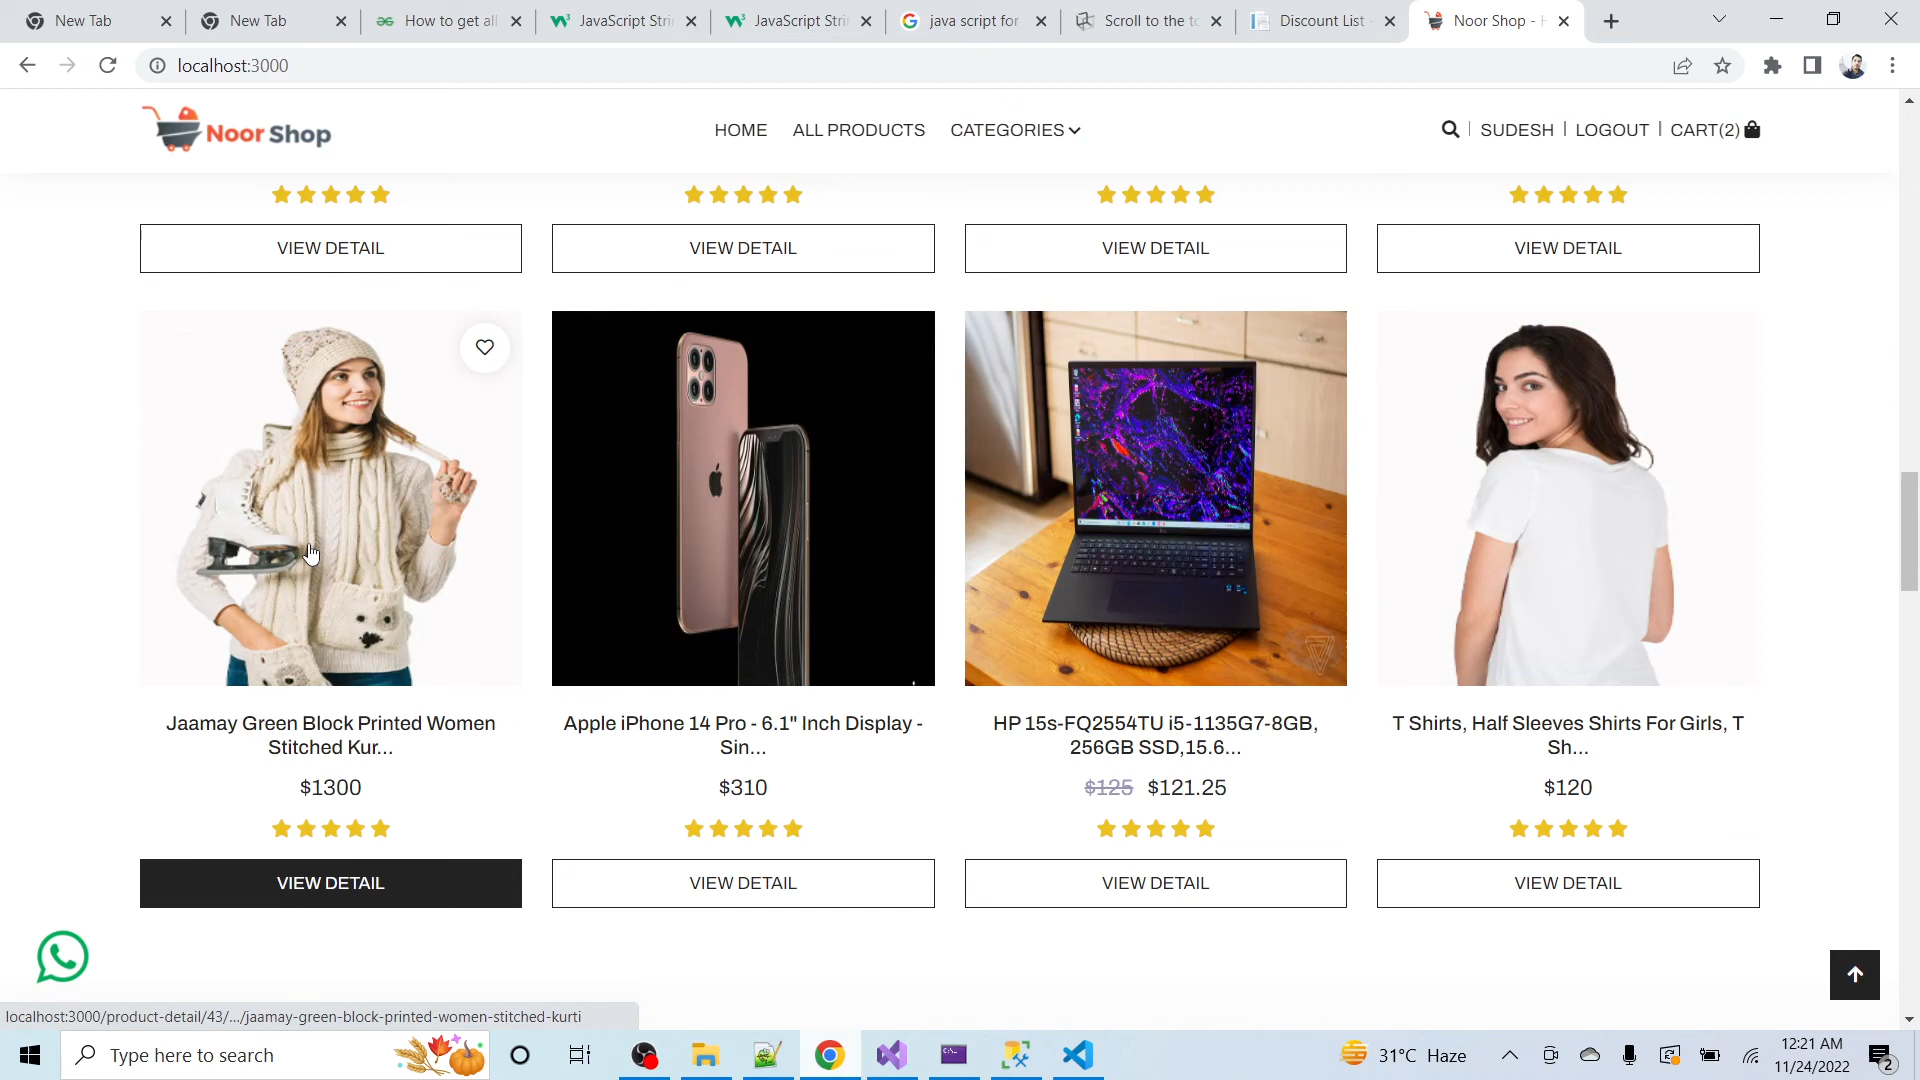 New Tab
New Tab
How to get all
JavaScript Stri
JavaScript Stri
java script for
Scroll to the to
Discount List -
Noor Shop - H
localhost:3000
Noor Shop
HOME
ALL PRODUCTS
CATEGORIES
SUDESH
LOGOUT
CART(2)
VIEW DETAIL
VIEW DETAIL
VIEW DETAIL
VIEW DETAIL
Jaamay Green Block Printed Women
Stitched Kur...
$1300
VIEW DETAIL
Apple iPhone 14 Pro - 6.1" Inch Display -
Sin...
$310
VIEW DETAIL
HP 15s-FQ2554TU i5-1135G7-8GB,
256GB SSD,15.6...
$125 $121.25
VIEW DETAIL
T Shirts, Half Sleeves Shirts For Girls, T
Sh...
$120
VIEW DETAIL
localhost:3000/product-detail/43/.../jaamay-green-block-printed-women-stitched-kurti
Type here to search
31°C Haze
12:21 AM
11/24/2022
2